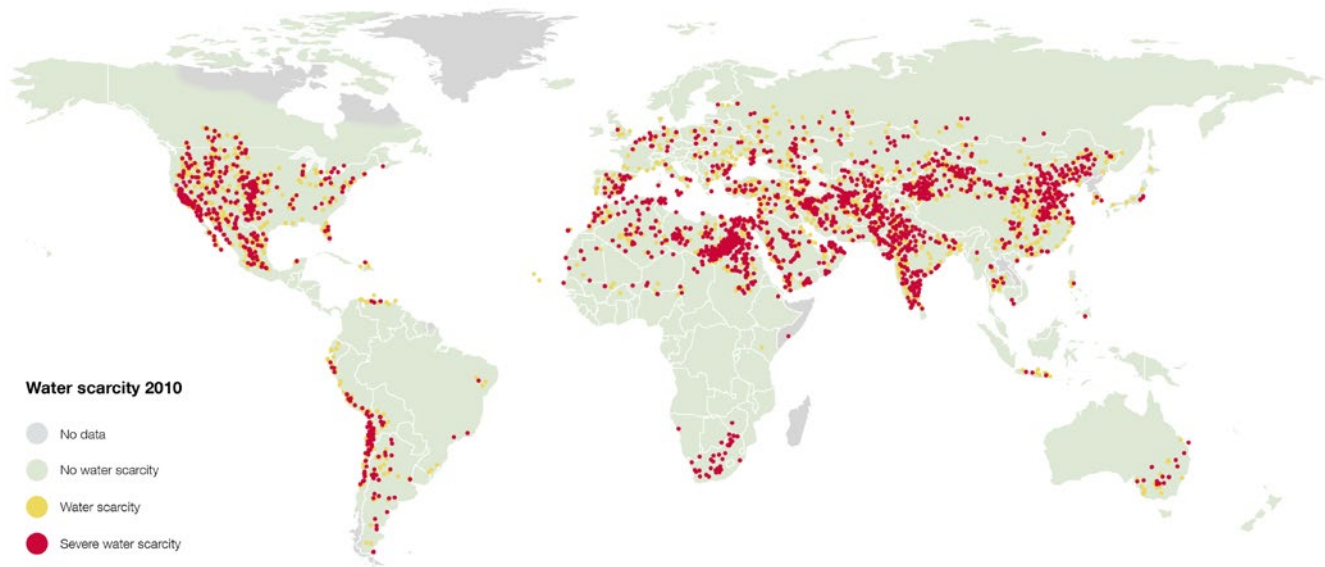 Water scarcity 2010
No data
No water scarcity
Water scarcity
Severe water scarcity